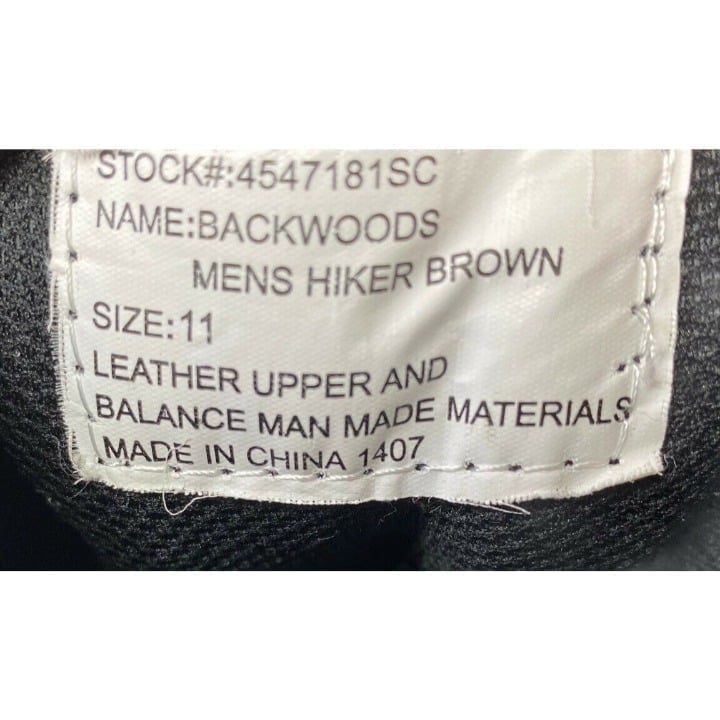 STOCK#:4547181SC
NAME:BACKWOODS
MENS HIKER BROWN
SIZE:11
LEATHER UPPER AND
BALANCE MAN MADE MATERIALS
MADE IN CHINA 1407